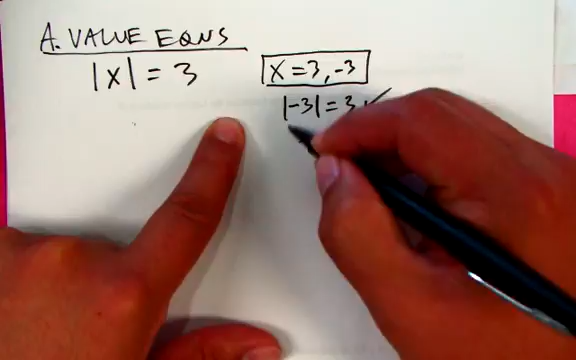 A. VALUE EQNS
|x| = 3
x = 3, -3
|-3| = 3 ✓